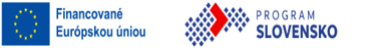 Financované
Európskou úniou
PROGRAM
SLOVENSKO